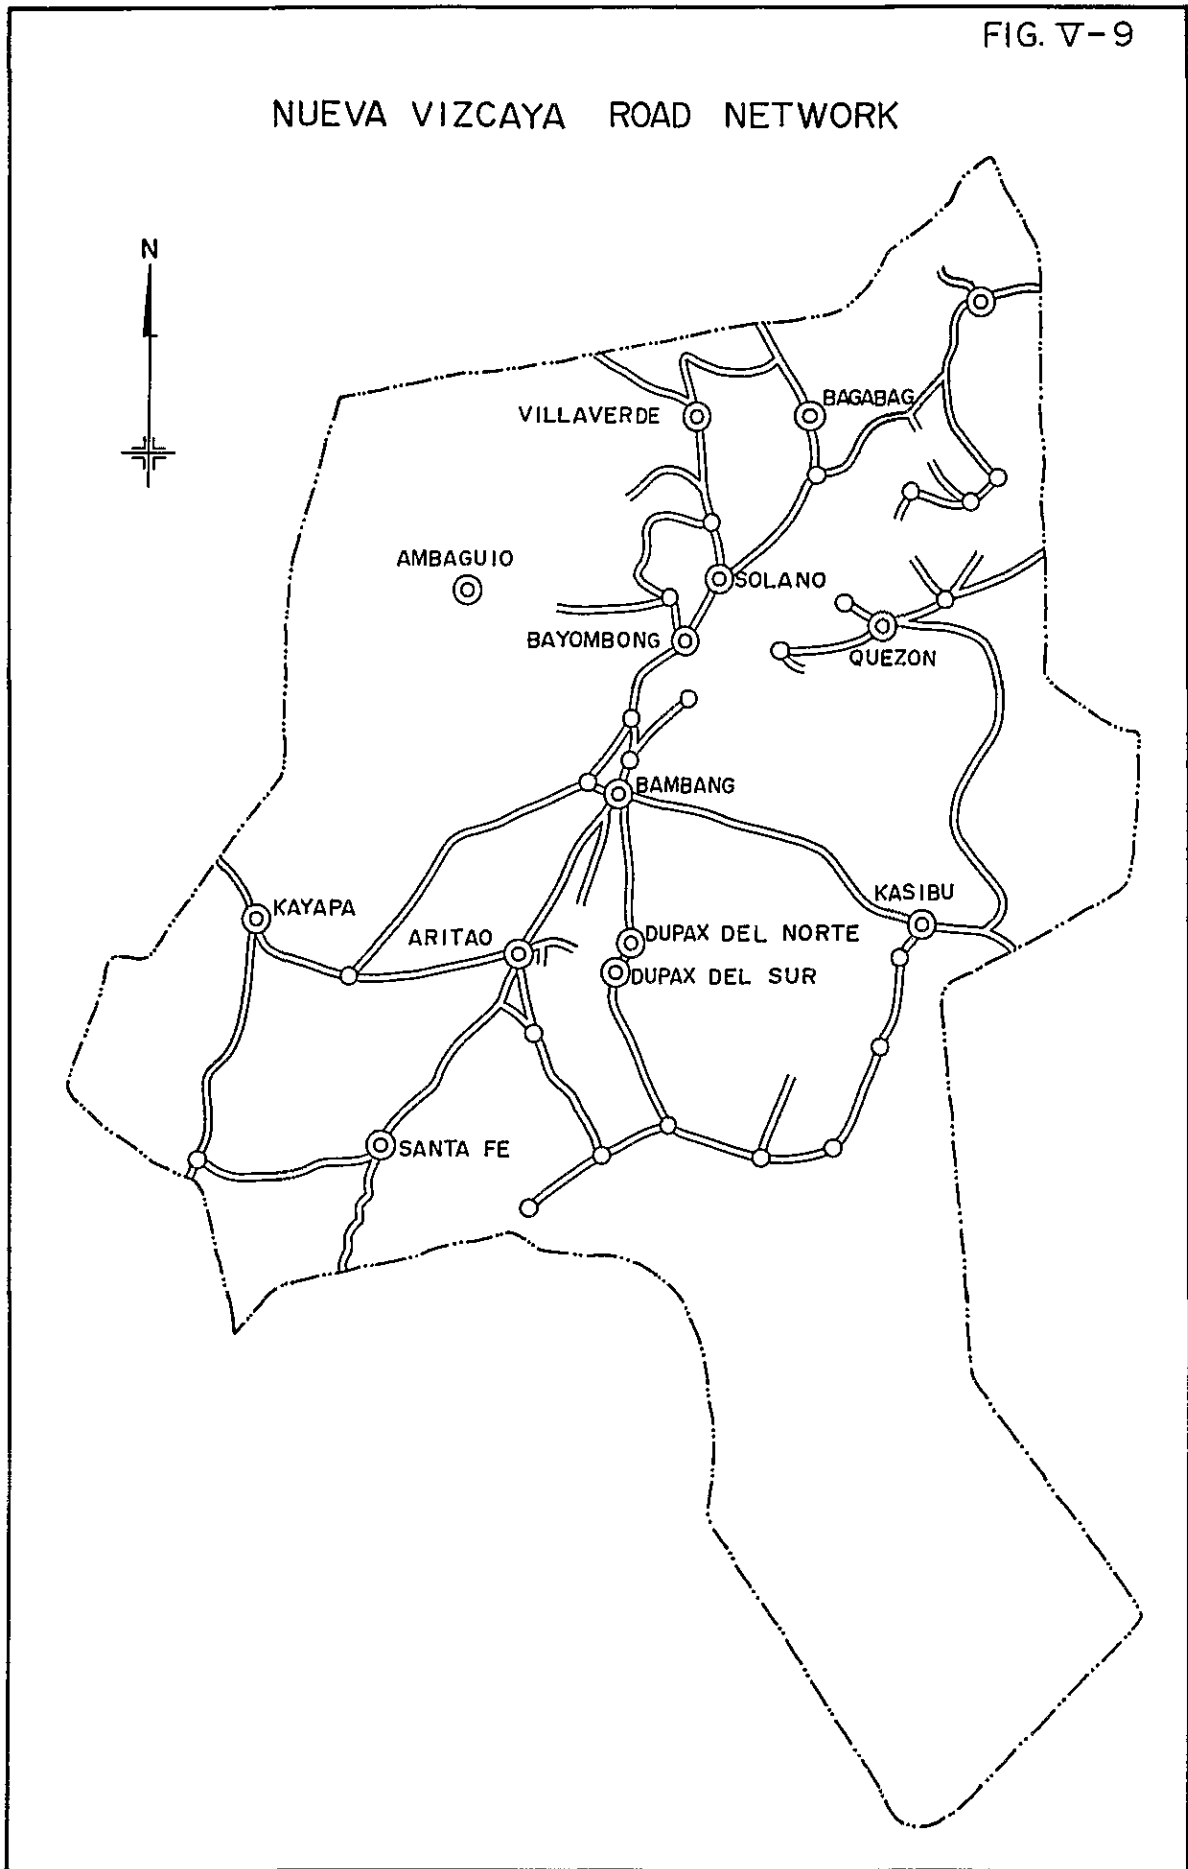 FIG. V-9
NUEVA VIZCAYA ROAD NETWORK
N
BAGABAG
VILLAVERDE
AMBAGUIO
SOLANO
BAYOMBONG
QUEZON
BAMBANG
KASIBU
KAYAPA
ARITAO
DUPAX DEL NORTE
DUPAX DEL SUR
SANTA FE